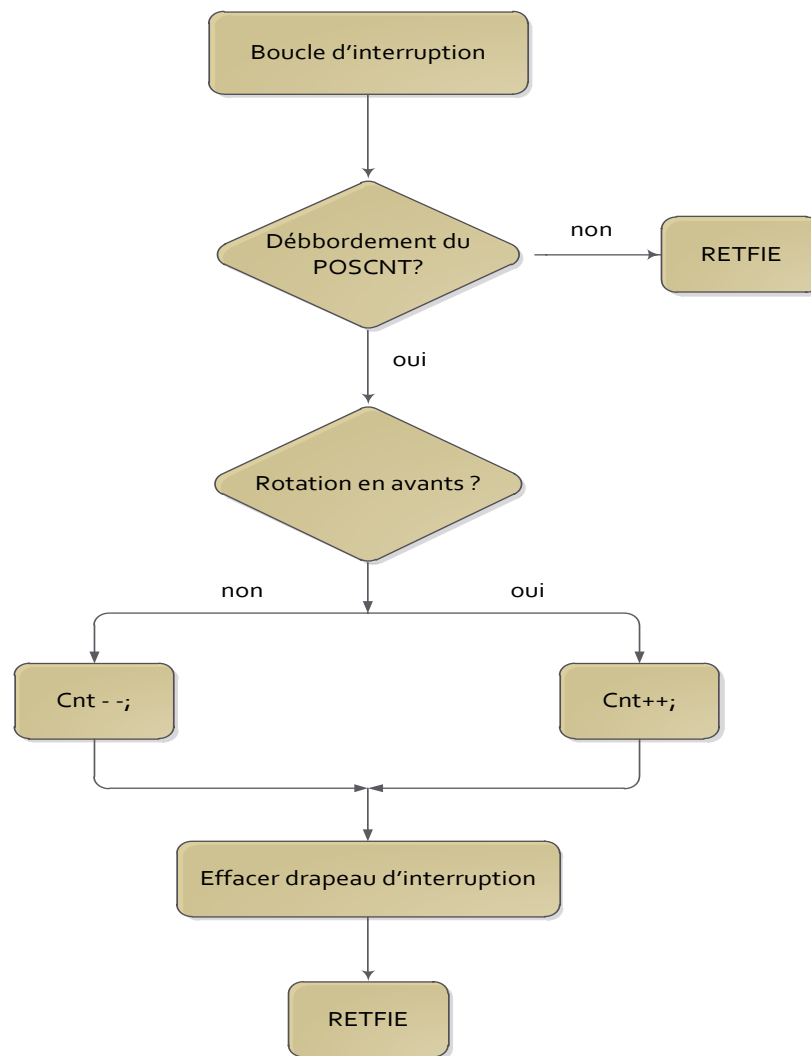 Boucle d’interruption
Débbordement du
POSCNT?
non
RETFIE
oui
Rotation en avants ?
non
oui
Cnt - -;
Cnt++;
Effacer drapeau d’interruption
RETFIE